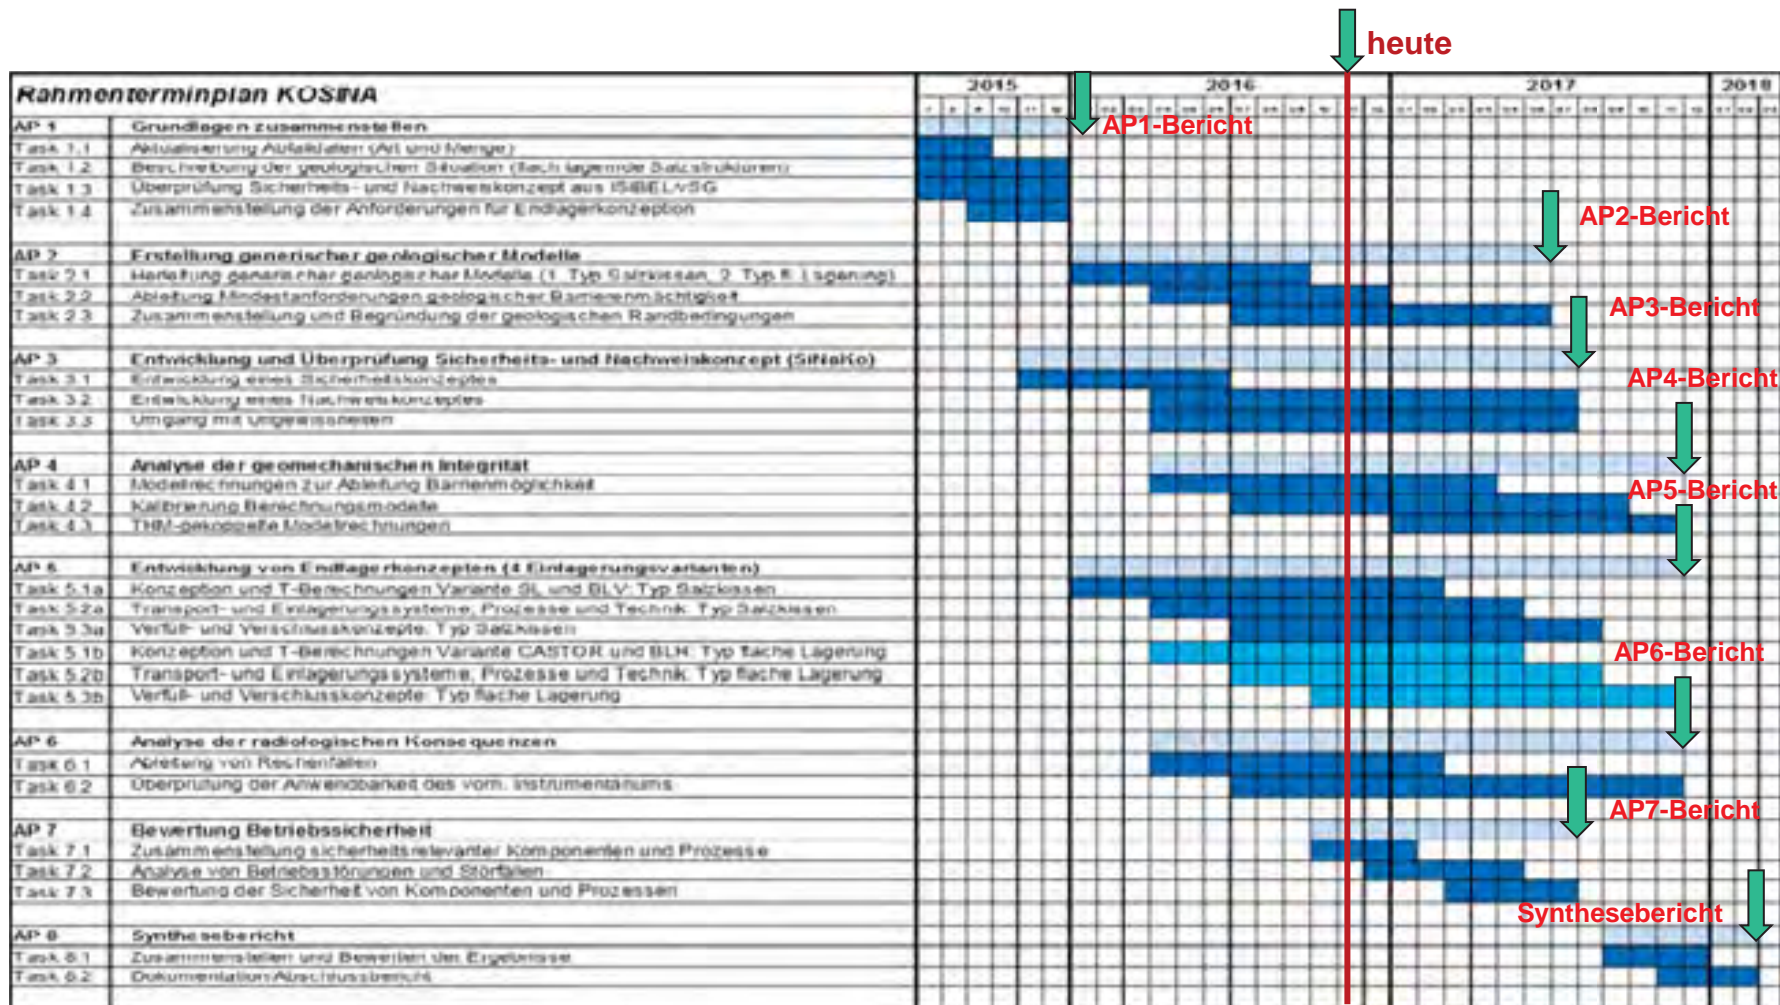 heute
Rahmenterminplan KOSINA 2015 2016 2017 2018
AP 1 Grundlagen zusammenstellen
AP1-Bericht
Task 1.1 Aktualisierung Abfalldaten (Art und Menge)
Task 1.2 Beschreibung der geologischen Situation (flach lagernde Salzstrukturen)
Task 1.3 Überprüfung Sicherheits- und Nachweiskonzept aus ISIBEL/vSG
Task 1.4 Zusammenstellung der Anforderungen für Endlagerkonzeption
AP2-Bericht
AP 2 Erstellung generischer geologischer Modelle
Task 2.1 Herleitung generischer geologischer Modelle (1. Typ Salzkissen, 2. Typ fl. Lagerung)
Task 2.2 Ableitung Mindestanforderungen geologischer Barrierenmächtigkeit
Task 2.3 Zusammenstellung und Begründung der geologischen Randbedingungen
AP3-Bericht
AP 3 Entwicklung und Überprüfung Sicherheits- und Nachweiskonzept (SiNaKo)
Task 3.1 Entwicklung eines Sicherheitskonzeptes
AP4-Bericht
Task 3.2 Entwicklung eines Nachweiskonzeptes
Task 3.3 Umgang mit Ungewissheiten
AP 4 Analyse der geomechanischen Integrität
Task 4.1 Modellrechnungen zur Ableitung Barrienmöglichkeit
AP5-Bericht
Task 4.2 Kalibrierung Berechnungsmodelle
Task 4.3 THM-gekoppelte Modellrechnungen
AP 5 Entwicklung von Endlagerkonzepten (4 Einlagerungsvarianten)
Task 5.1a Konzeption und T-Berechnungen Variante SL und BLV: Typ Salzkissen
Task 5.2a Transport- und Einlagerungssysteme, Prozesse und Technik: Typ Salzkissen
Task 5.3a Verfüll- und Verschlusskonzepte: Typ Salzkissen
Task 5.1b Konzeption und T-Berechnungen Variante CASTOR und BLH: Typ flache Lagerung
AP6-Bericht
Task 5.2b Transport- und Einlagerungssysteme, Prozesse und Technik: Typ flache Lagerung
Task 5.3b Verfüll- und Verschlusskonzepte: Typ flache Lagerung
AP 6 Analyse der radiologischen Konsequenzen
Task 6.1 Ableitung von Rechenfällen
Task 6.2 Überprüfung der Anwendbarkeit des vorh. Instrumentariums
AP7-Bericht
AP 7 Bewertung Betriebssicherheit
Task 7.1 Zusammenstellung sicherheitsrelevanter Komponenten und Prozesse
Task 7.2 Analyse von Betriebsstörungen und Störfällen
Task 7.3 Bewertung der Sicherheit von Komponenten und Prozessen
Synthesebericht
AP 8 Synthesebericht
Task 8.1 Zusammenstellen und Bewerten der Ergebnisse
Task 8.2 Dokumentation/Abschlussbericht